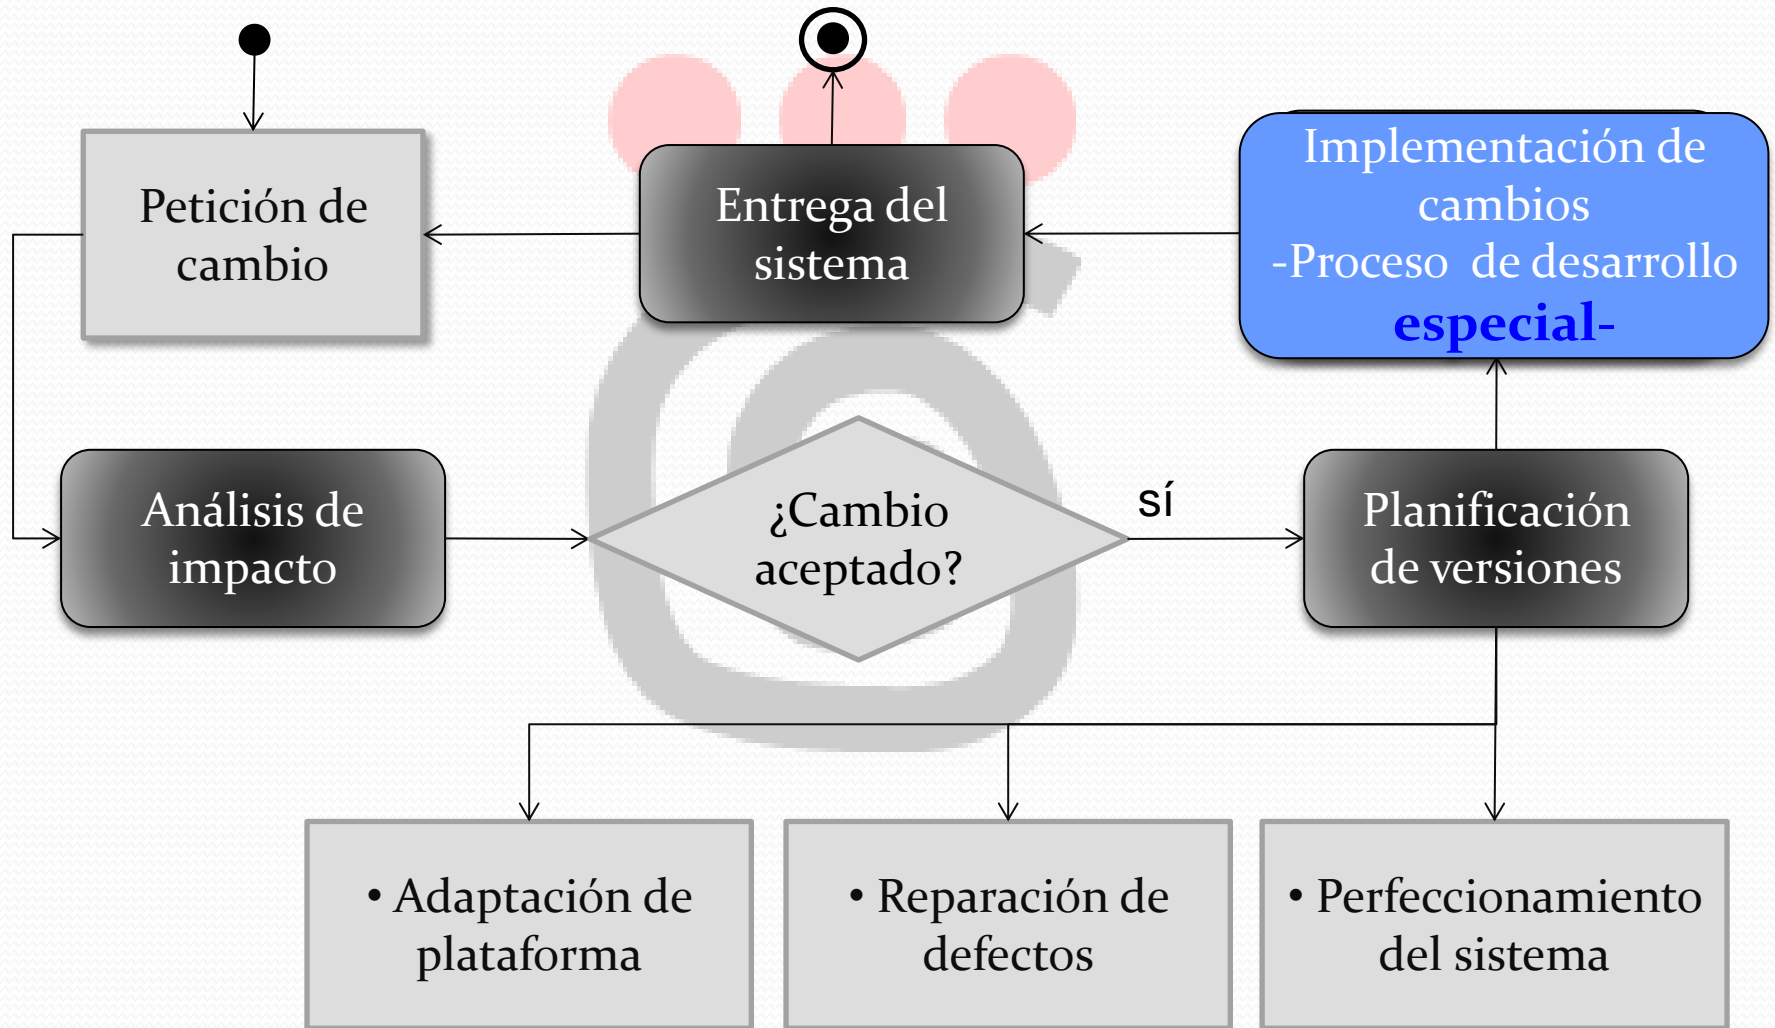 Petición de
cambio
Entrega del
sistema
Implementación de
cambios
-Proceso de desarrollo
especial-
Análisis de
impacto
¿Cambio
aceptado?
sí
Planificación
de versiones
• Adaptación de
plataforma
• Reparación de
defectos
• Perfeccionamiento
del sistema